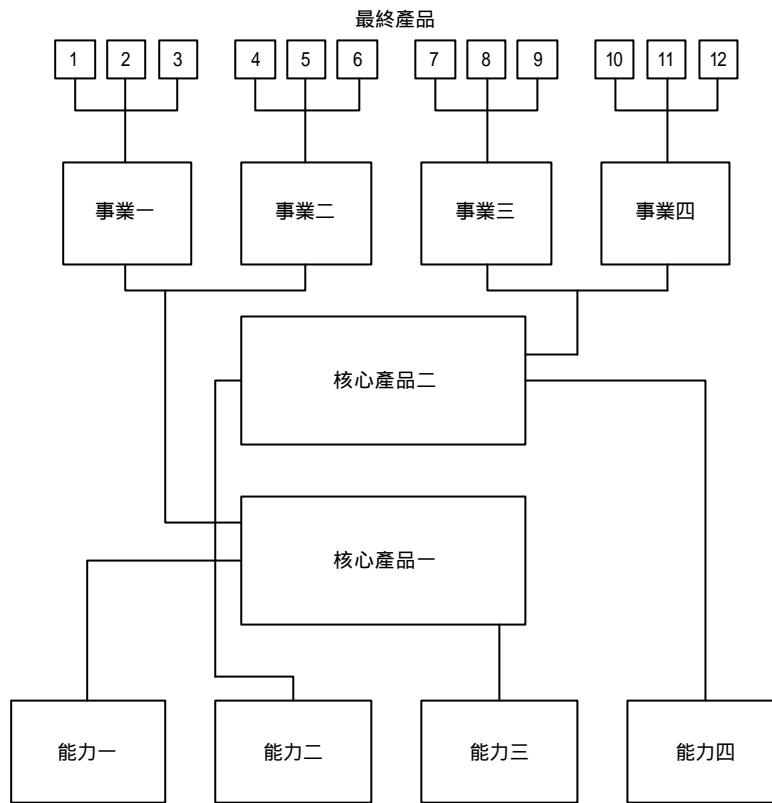 最終產品
1 2 3 4 5 6 7 8 9 10 11 12
事業一 事業二 事業三 事業四
核心產品二
核心產品一
能力一 能力二 能力三 能力四